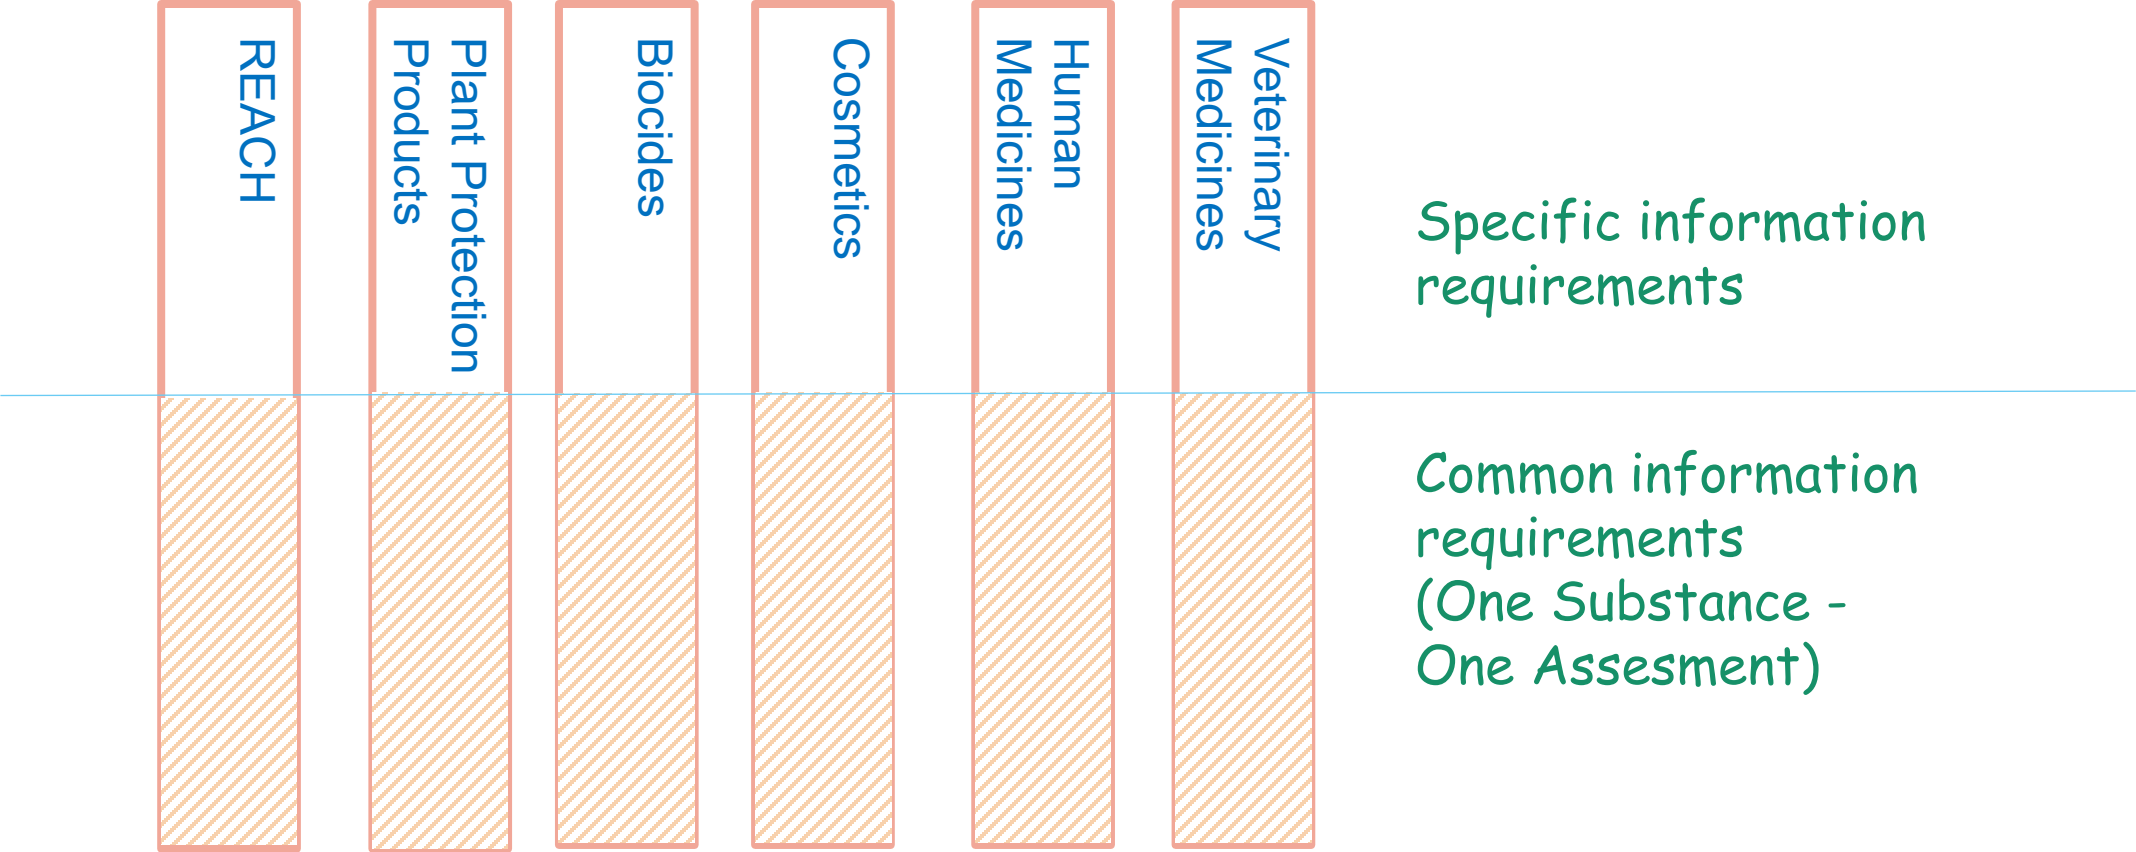 REACH
Plant Protection
Products
Biocides
Cosmetics
Human
Medicines
Veterinary
Medicines
Specific information
requirements
Common information
requirements
(One Substance -
One Assesment)